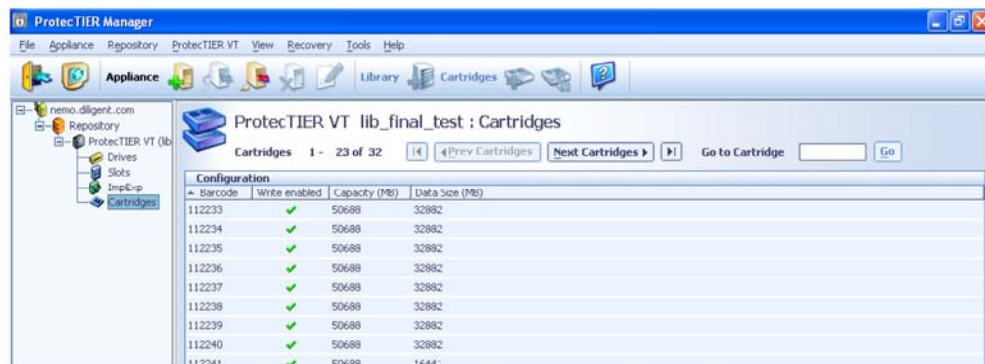 ProtecTIER Manager
File Appliance Repository ProtecTIER VT View Recovery Tools Help
Appliance Library Cartridges
nemo.diligent.com
Repository
ProtecTIER VT (lib
Drives
Slots
ImpExp
Cartridges
ProtecTIER VT lib_final_test : Cartridges
Cartridges 1 - 23 of 32 Prev Cartridges Next Cartridges Go to Cartridge Go
Configuration
Barcode Write enabled Capacity (MB) Data Size (MB)
112233 50688 32882
112234 50688 32882
112235 50688 32882
112236 50688 32882
112237 50688 32882
112238 50688 32882
112239 50688 32882
112240 50688 32882
112241 50688